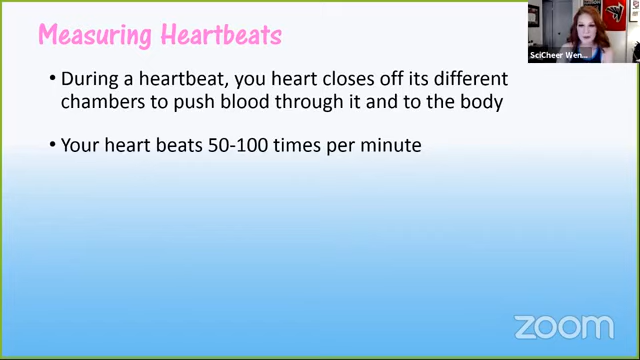 Measuring Heartbeats
SciCheer Wen...
• During a heartbeat, you heart closes off its different
chambers to push blood through it and to the body
• Your heart beats 50-100 times per minute
zoom